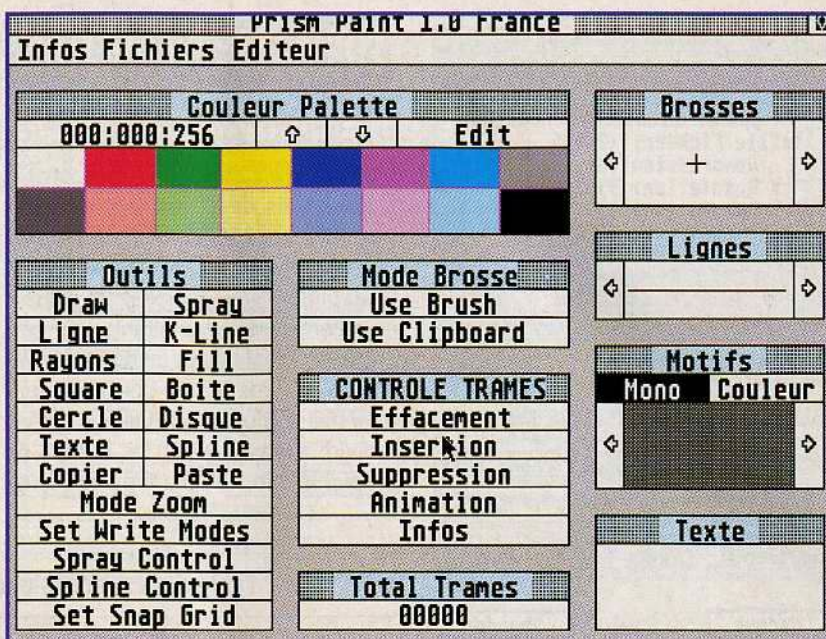 Prism Paint 1.0 France
Infos Fichiers Editeur
Couleur Palette
000:000:256 Edit
Brosses
Lignes
Outils
Draw Spray
Ligne K-Line
Rayons Fill
Square Boite
Cercle Disque
Texte Spline
Copier Paste
Mode Zoom
Set Write Modes
Spray Control
Spline Control
Set Snap Grid
Mode Brosse
Use Brush
Use Clipboard
CONTROLE TRAMES
Effacement
Insertion
Suppression
Animation
Infos
Total Trames
00000
Motifs
Mono Couleur
Texte